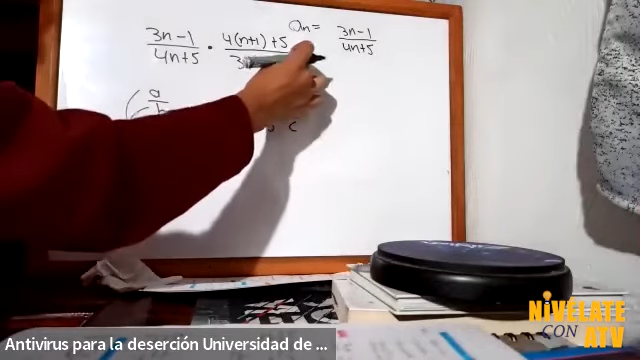 3n-1 / 4n+5 · 4(n+1)+5 / 3
an = 3n-1 / 4n+5
a
c
NIVÉLATE
CON
ATV
Antivirus para la deserción Universidad de ...